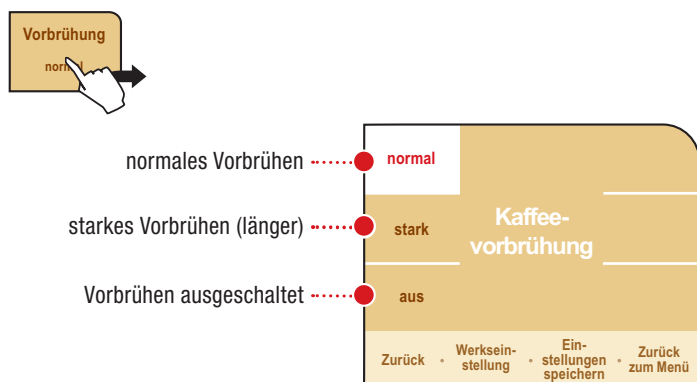 Vorbrühung
normal
normales Vorbrühen
normal
starkes Vorbrühen (länger)
stark
Kaffee-
vorbrühung
Vorbrühen ausgeschaltet
aus
Zurück
Werksein-
stellung
Ein-
stellungen
speichern
Zurück
zum Menü